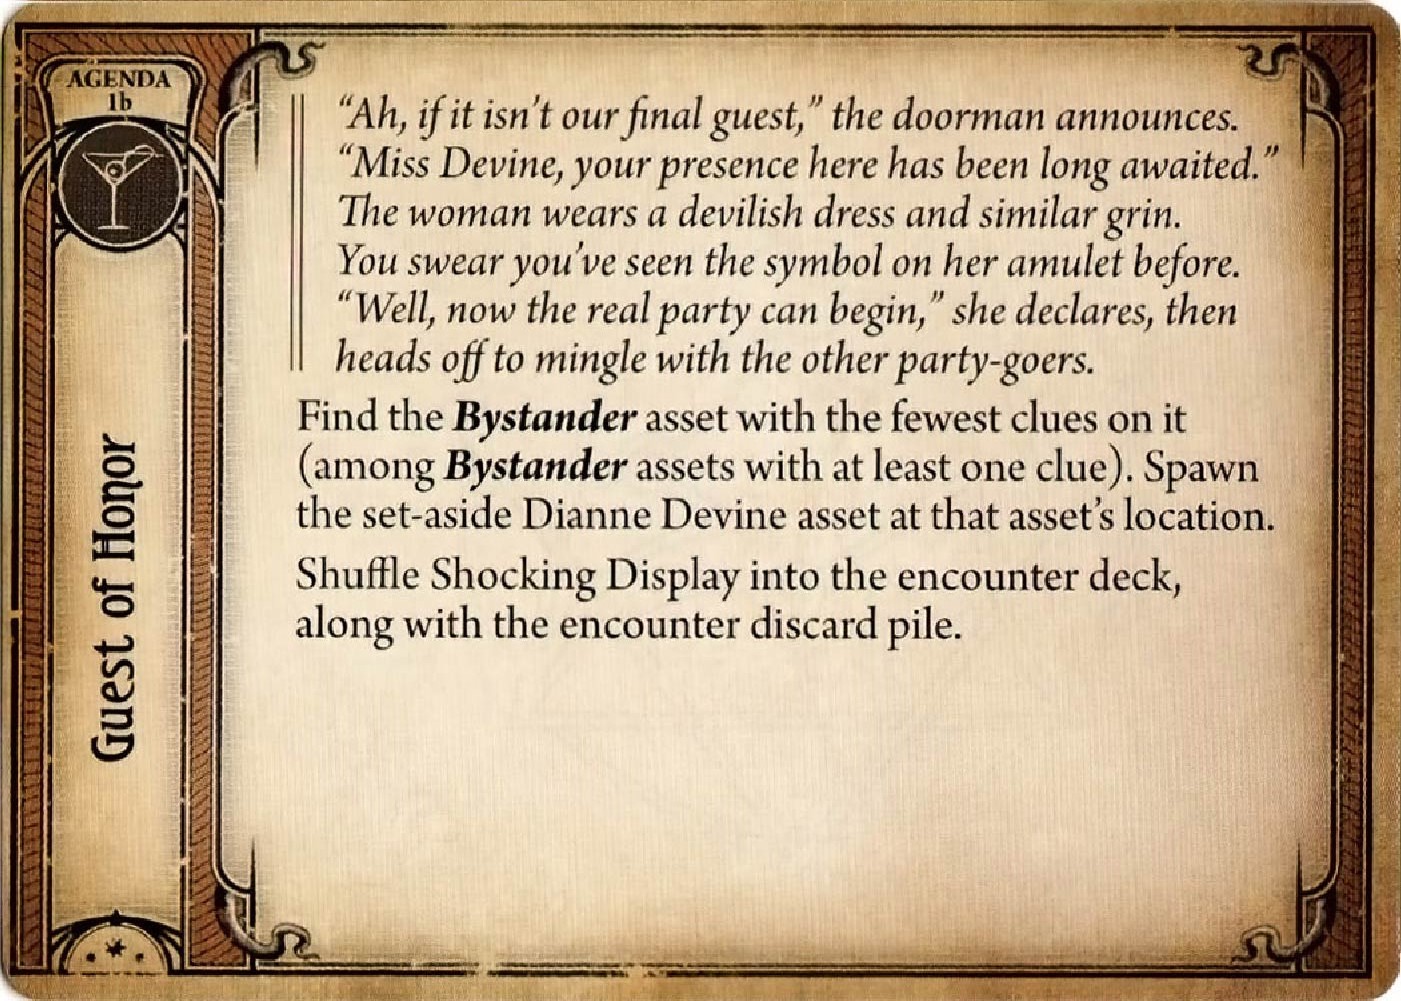 AGENDA
1b
Guest of Honor
“Ah, if it isn’t our final guest,” the doorman announces.
“Miss Devine, your presence here has been long awaited.”
The woman wears a devilish dress and similar grin.
You swear you’ve seen the symbol on her amulet before.
“Well, now the real party can begin,” she declares, then
heads off to mingle with the other party-goers.
Find the Bystander asset with the fewest clues on it
(among Bystander assets with at least one clue). Spawn
the set-aside Dianne Devine asset at that asset’s location.
Shuffle Shocking Display into the encounter deck,
along with the encounter discard pile.